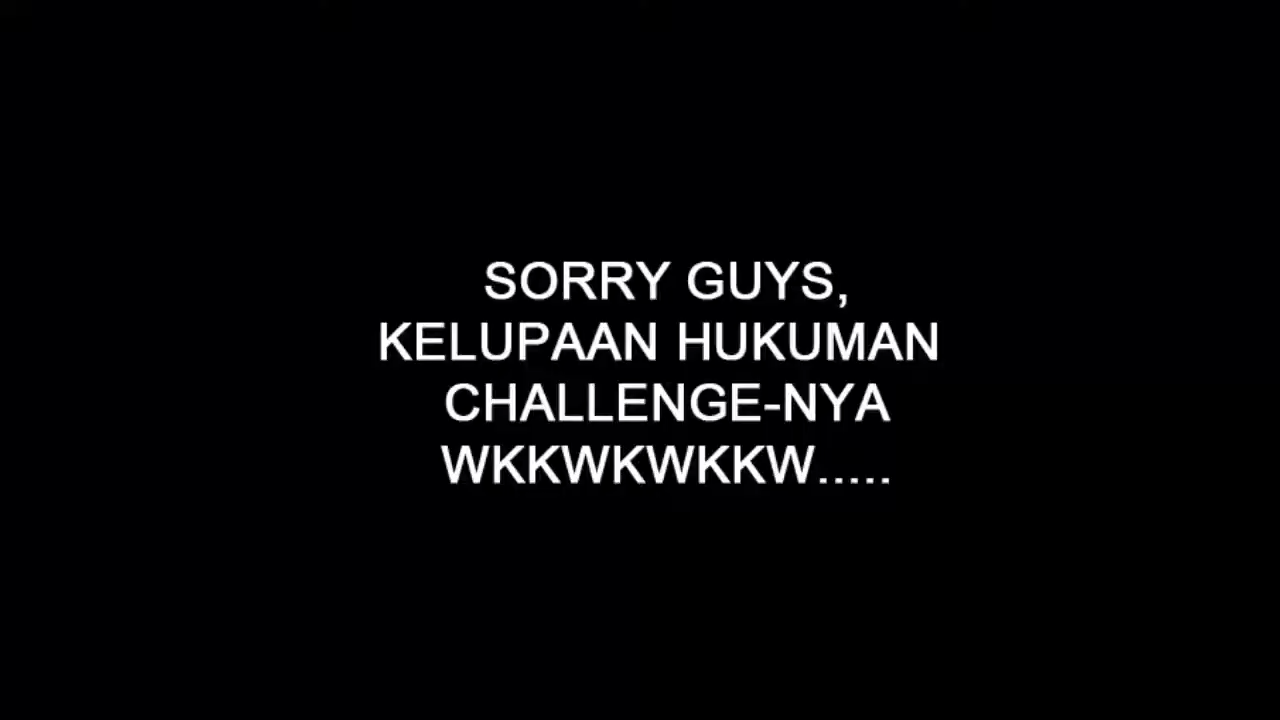 SORRY GUYS,
KELUPAAN HUKUMAN
CHALLENGE-NYA
WKKWKWKKW.....